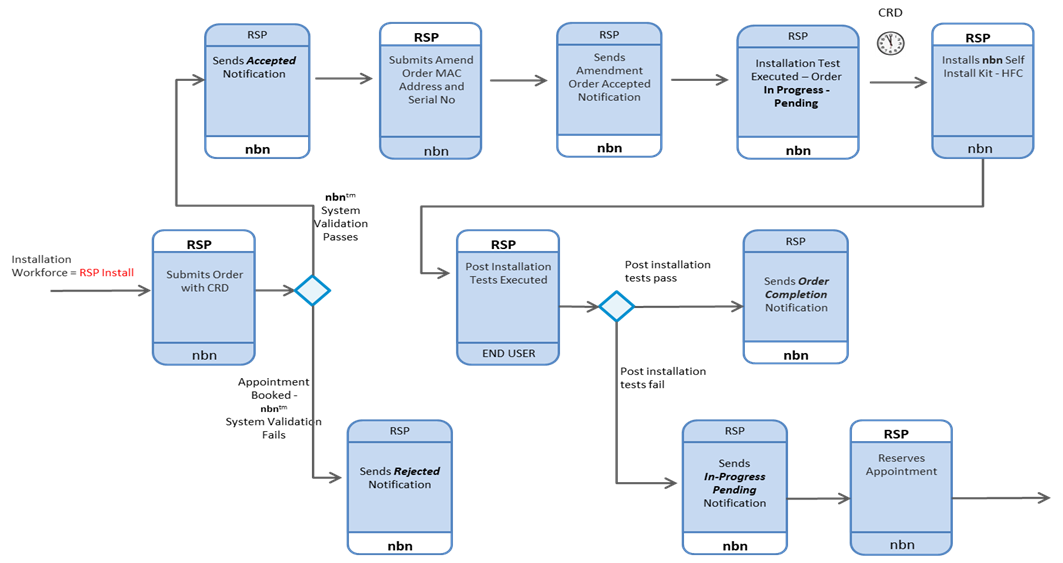 CRD
RSP
Sends Accepted
Notification
nbn
RSP
Submits Amend
Order MAC
Address and
Serial No
nbn
RSP
Sends
Amendment
Order Accepted
Notification
nbn
RSP
Installation Test
Executed – Order
In Progress -
Pending
nbn
RSP
Installs nbn Self
Install Kit - HFC
nbn
nbn™
System
Validation
Passes
Installation
Workforce = RSP Install
RSP
Submits Order
with CRD
nbn
RSP
Post Installation
Tests Executed
END USER
Post installation
tests pass
RSP
Sends Order
Completion
Notification
nbn
Appointment
Booked -
nbn™
System Validation
Fails
Post installation
tests fail
RSP
Sends Rejected
Notification
nbn
RSP
Sends
In-Progress
Pending
Notification
nbn
RSP
Reserves
Appointment
nbn